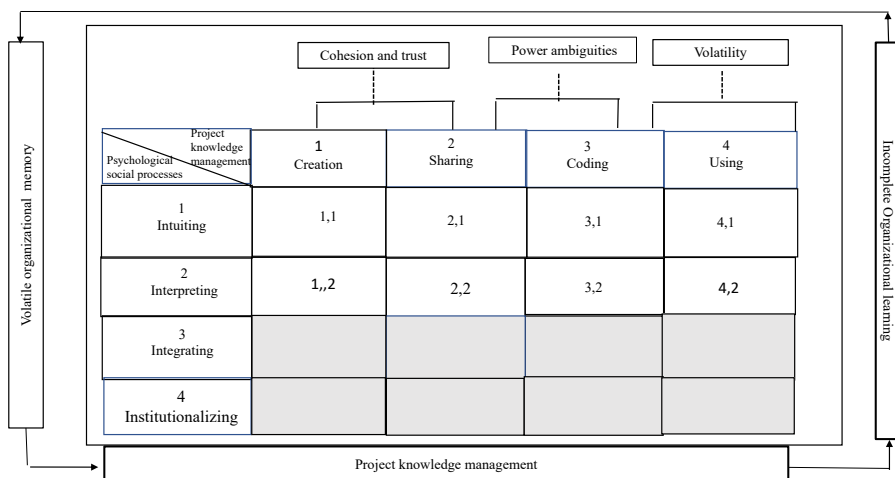 Cohesion and trust
Power ambiguities
Volatility
Project
knowledge
management
Psychological
social processes
1
Creation
2
Sharing
3
Coding
4
Using
1
Intuiting
1,1
2,1
3,1
4,1
2
Interpreting
1,,2
2,2
3,2
4,2
3
Integrating
4
Institutionalizing
Volatile organizational memory
Incomplete Organizational learning
Project knowledge management